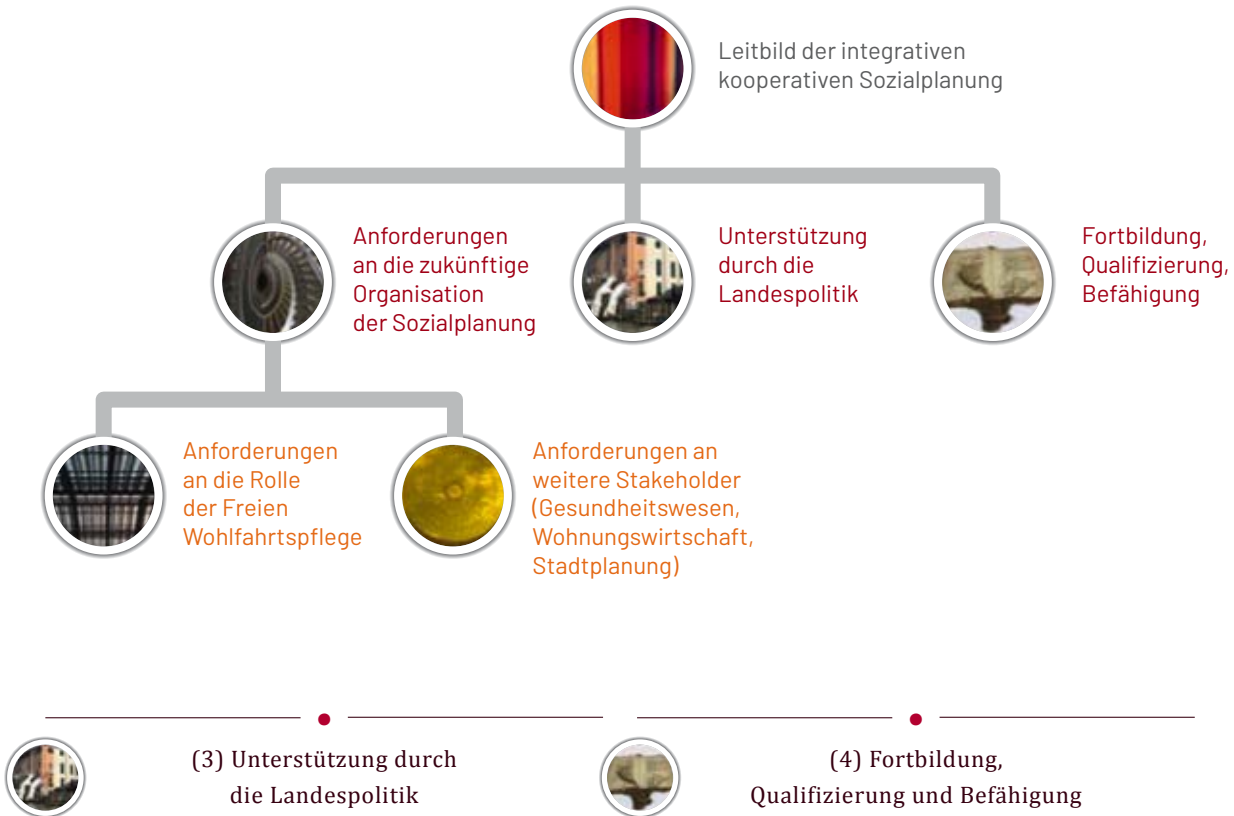 Leitbild der integrativen
kooperativen Sozialplanung
Anforderungen
an die zukünftige
Organisation
der Sozialplanung
Unterstützung
durch die
Landespolitik
Fortbildung,
Qualifizierung,
Befähigung
Anforderungen
an die Rolle
der Freien
Wohlfahrtspflege
Anforderungen an
weitere Stakeholder
(Gesundheitswesen,
Wohnungswirtschaft,
Stadtplanung)
(3) Unterstützung durch
die Landespolitik
(4) Fortbildung,
Qualifizierung und Befähigung